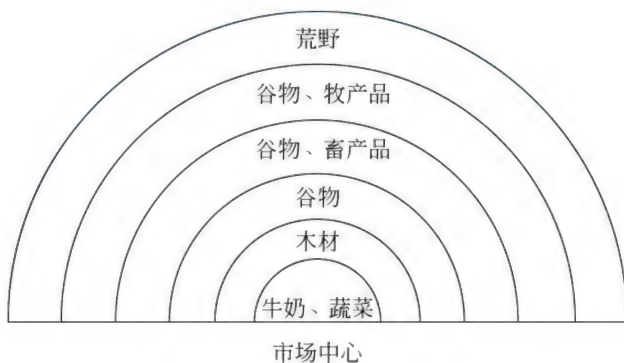 荒野
谷物、牧产品
谷物、畜产品
谷物
木材
牛奶、蔬菜
市场中心